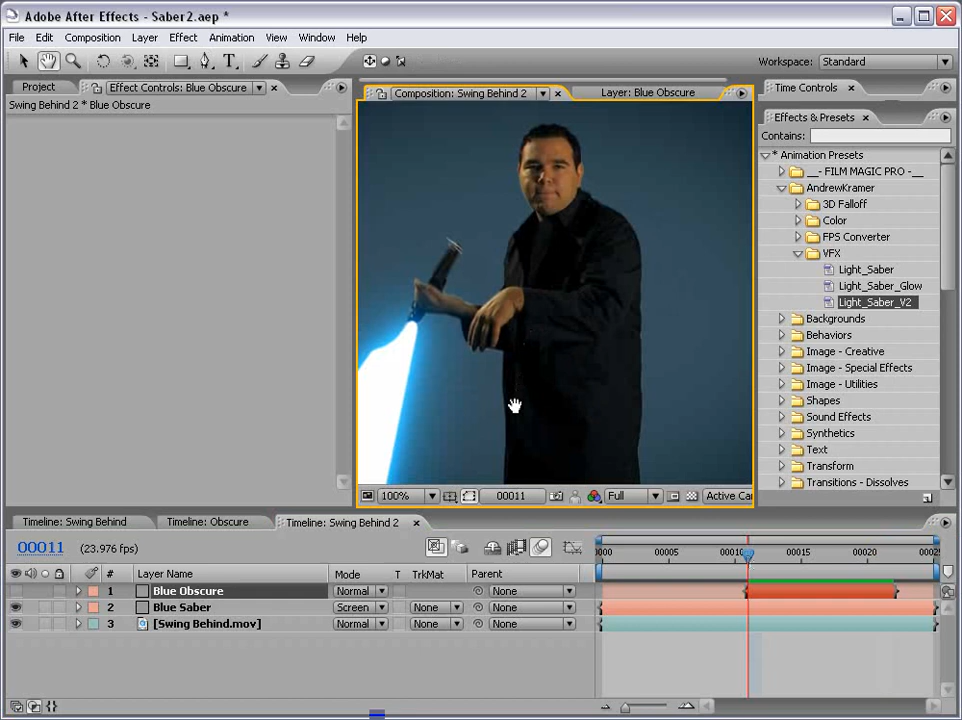 Adobe After Effects - Saber2.aep *
File Edit Composition Layer Effect Animation View Window Help
Workspace: Standard
Project Effect Controls: Blue Obscure
Swing Behind 2 * Blue Obscure
Composition: Swing Behind 2 Layer: Blue Obscure
Time Controls
Effects & Presets
Contains:
* Animation Presets
__- FILM MAGIC PRO -__
AndrewKramer
3D Falloff
Color
FPS Converter
VFX
Light_Saber
Light_Saber_Glow
Light_Saber_V2
Backgrounds
Behaviors
Image - Creative
Image - Special Effects
Image - Utilities
Shapes
Sound Effects
Synthetics
Text
Transform
Transitions - Dissolves
100% 00011 Full Active Ca
Timeline: Swing Behind Timeline: Obscure Timeline: Swing Behind 2
00011 (23.976 fps)
# Layer Name Mode T TrkMat Parent
0000 00005 00010 00015 00020 0002
1 Blue Obscure Normal None
2 Blue Saber Screen None None
3 [Swing Behind.mov] Normal None None